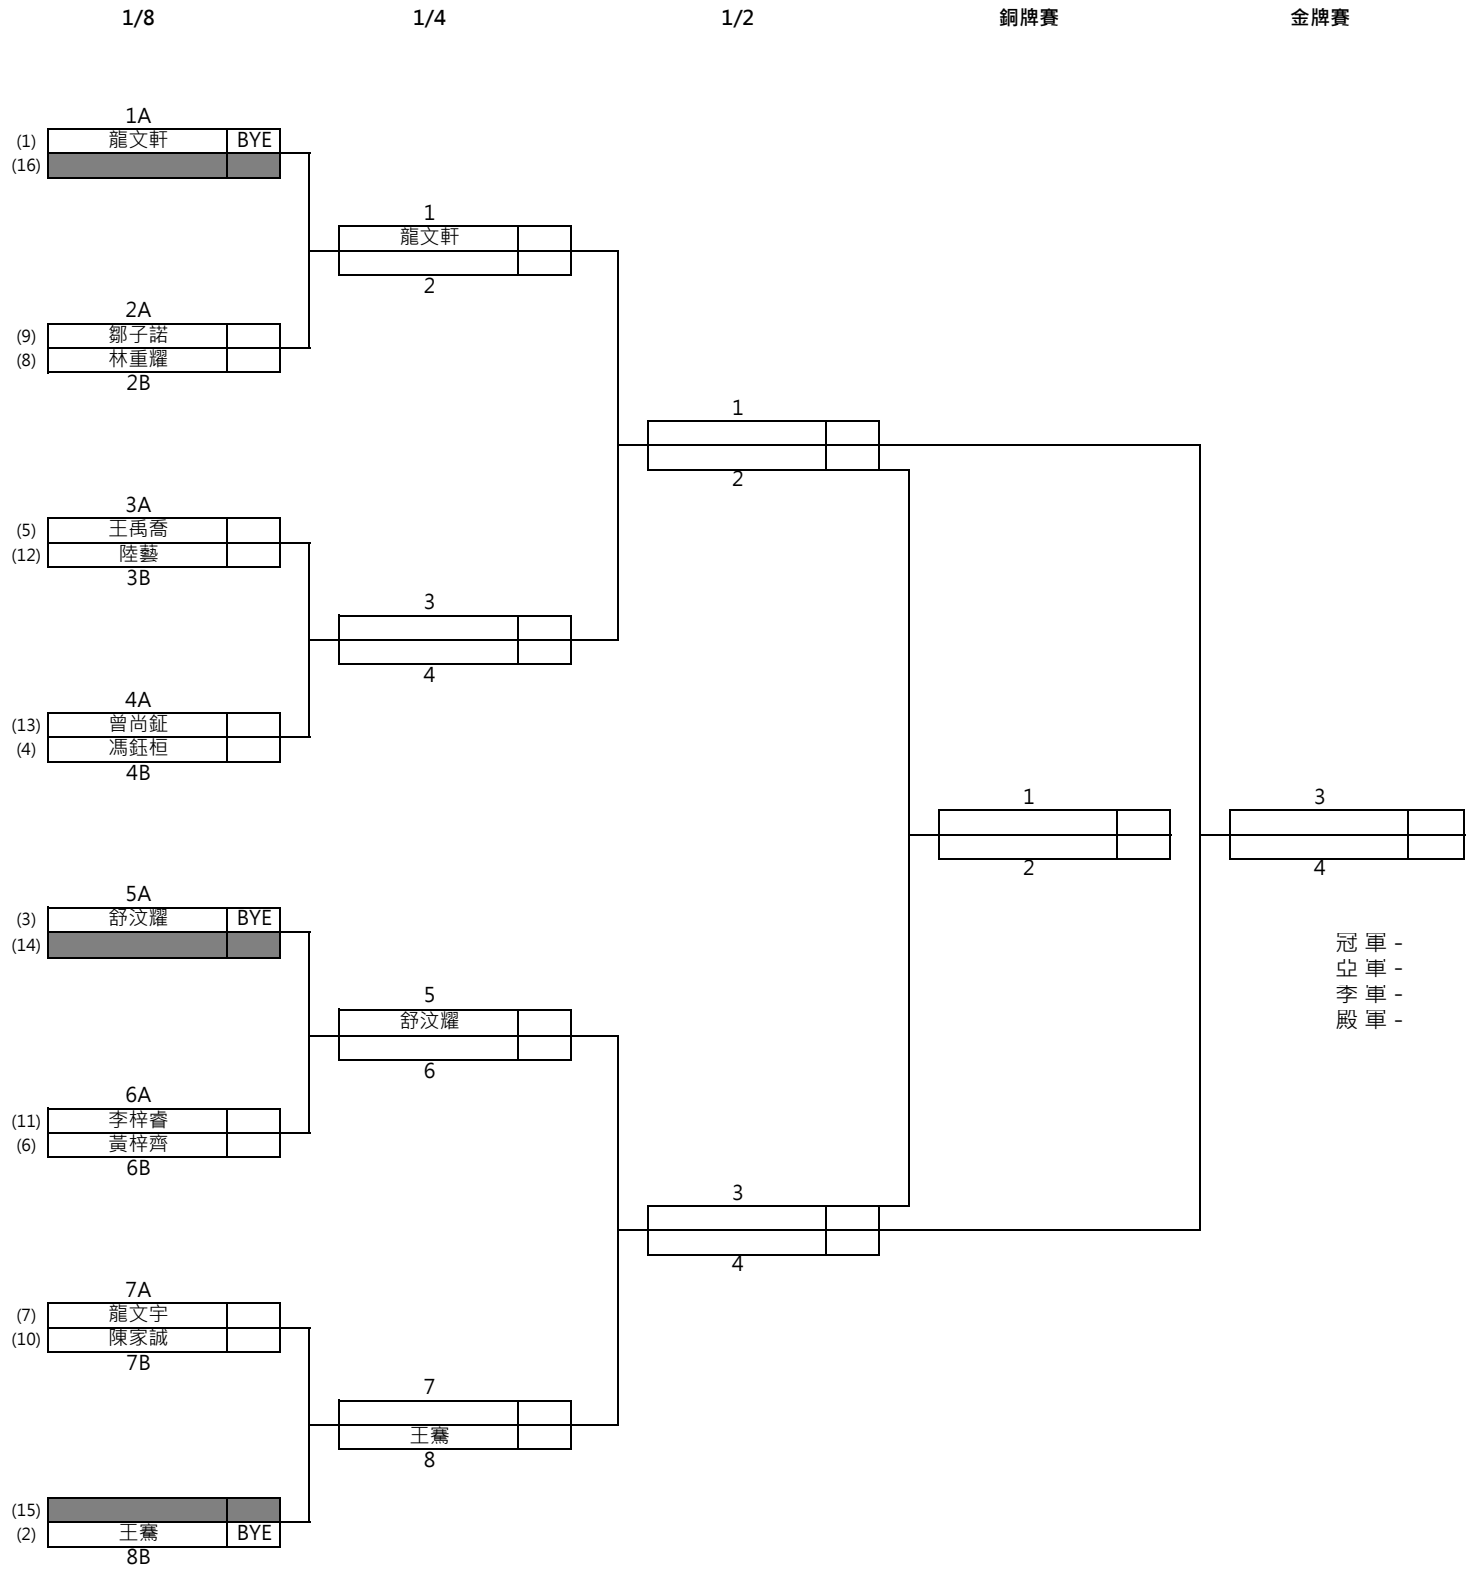 1/8 1/4 1/2 銅牌賽 金牌賽
1A
(1) 龍文軒 BYE
(16)
1
龍文軒
2
2A
(9) 鄒子諾
(8) 林重耀
2B
1
2
3A
(5) 王禹喬
(12) 陸藝
3B
3
4
4A
(13) 曾尚鉦
(4) 馮鈺桓
4B
1 3
2 4
5A
(3) 舒汶耀 BYE
(14)
冠 軍 -
亞 軍 -
季 軍 -
殿 軍 -
5
舒汶耀
6
6A
(11) 李梓睿
(6) 黃梓齊
6B
3
4
7A
(7) 龍文宇
(10) 陳家誠
7B
7
王騫
8
(15)
(2) 王騫 BYE
8B